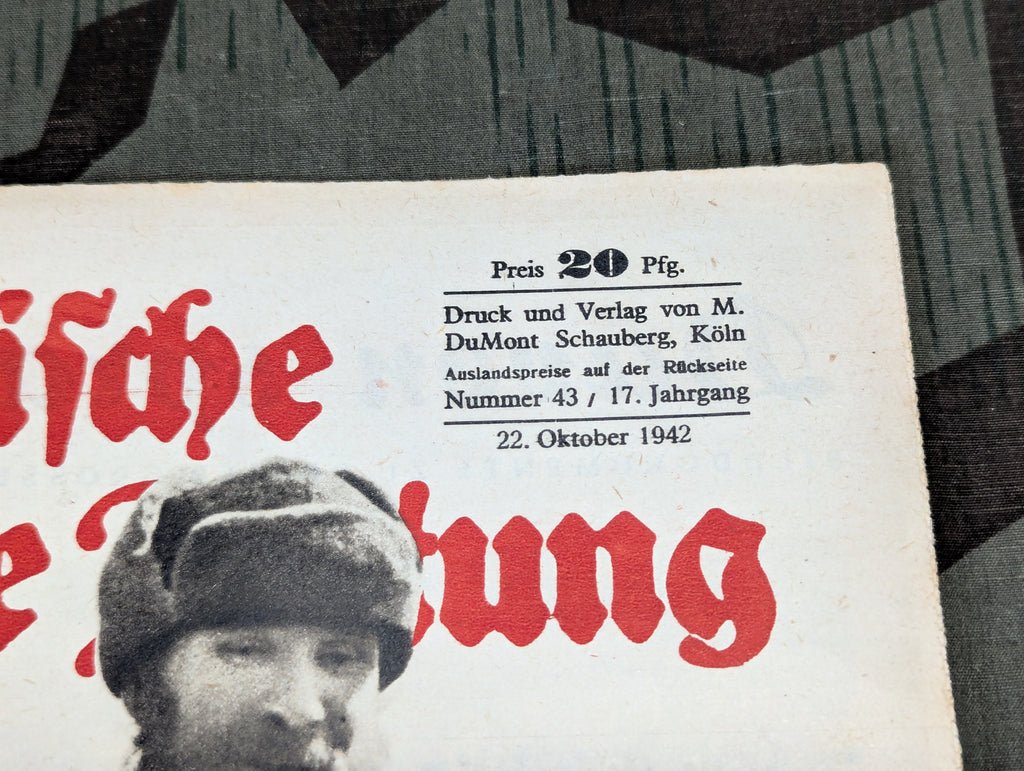 Preis 20 Pfg.
Druck und Verlag von M.
DuMont Schauberg, Köln
Auslandspreise auf der Rückseite
Nummer 43 / 17. Jahrgang
22. Oktober 1942
ische
e Zeitung